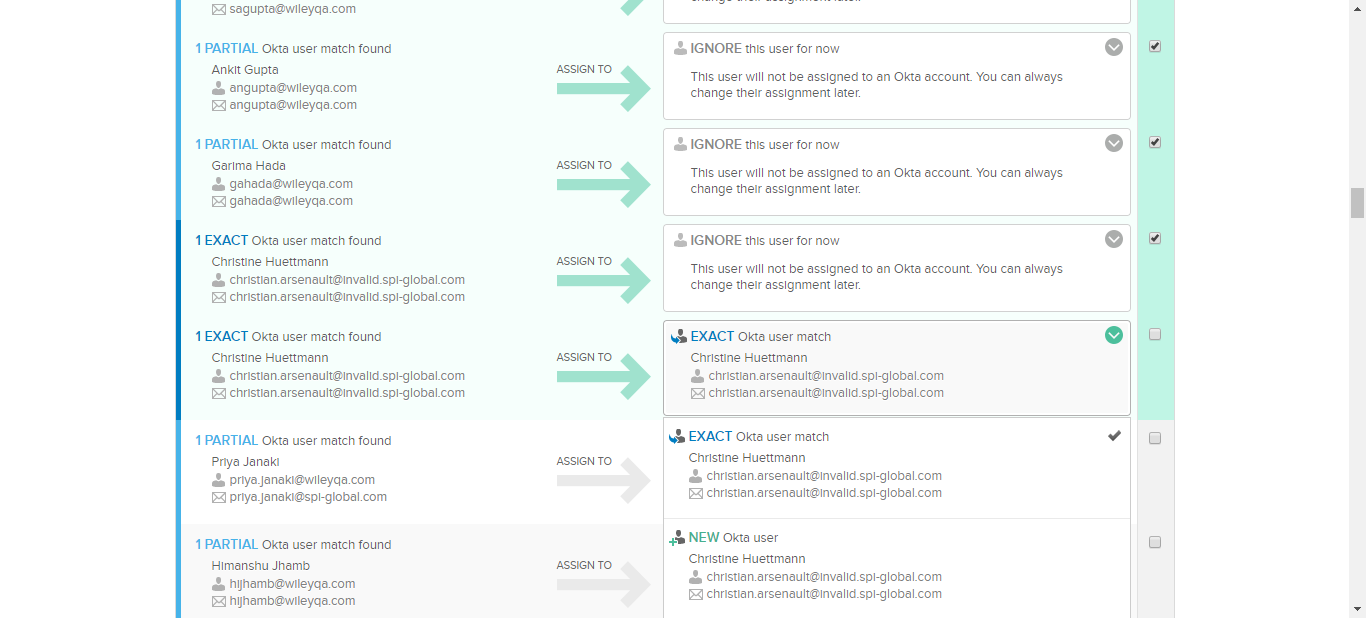 sagupta@wileyqa.com
change their assignment later.
1 PARTIAL Okta user match found
Ankit Gupta
angupta@wileyqa.com
angupta@wileyqa.com
ASSIGN TO
IGNORE this user for now
This user will not be assigned to an Okta account. You can always
change their assignment later.
1 PARTIAL Okta user match found
Garima Hada
gahada@wileyqa.com
gahada@wileyqa.com
ASSIGN TO
IGNORE this user for now
This user will not be assigned to an Okta account. You can always
change their assignment later.
1 EXACT Okta user match found
Christine Huettmann
christian.arsenault@invalid.spi-global.com
christian.arsenault@invalid.spi-global.com
ASSIGN TO
IGNORE this user for now
This user will not be assigned to an Okta account. You can always
change their assignment later.
1 EXACT Okta user match found
Christine Huettmann
christian.arsenault@invalid.spi-global.com
christian.arsenault@invalid.spi-global.com
ASSIGN TO
EXACT Okta user match
Christine Huettmann
christian.arsenault@invalid.spi-global.com
christian.arsenault@invalid.spi-global.com
1 PARTIAL Okta user match found
Priya Janaki
priya.janaki@wileyqa.com
priya.janaki@spi-global.com
ASSIGN TO
EXACT Okta user match
Christine Huettmann
christian.arsenault@invalid.spi-global.com
christian.arsenault@invalid.spi-global.com
1 PARTIAL Okta user match found
Himanshu Jhamb
hijhamb@wileyqa.com
hijhamb@wileyqa.com
ASSIGN TO
NEW Okta user
Christine Huettmann
christian.arsenault@invalid.spi-global.com
christian.arsenault@invalid.spi-global.com